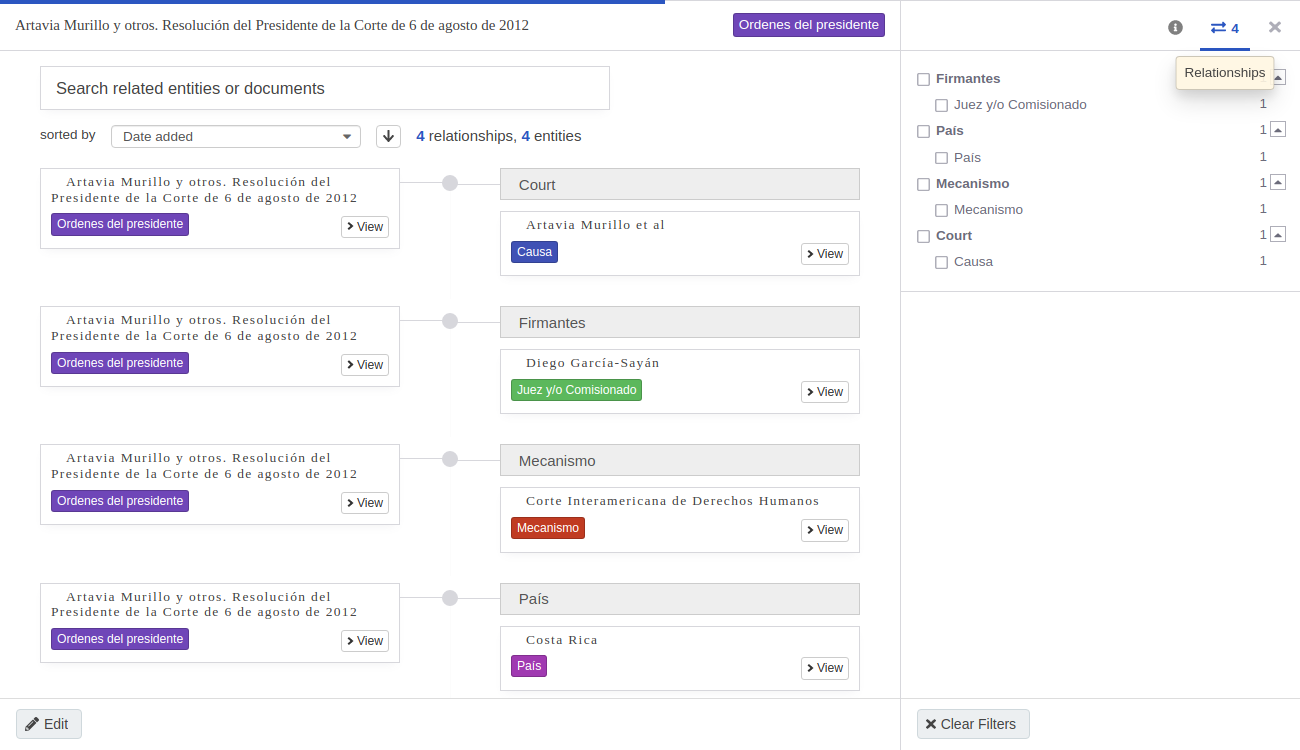 Artavia Murillo y otros. Resolución del Presidente de la Corte de 6 de agosto de 2012
Ordenes del presidente
4
Relationships
Search related entities or documents
sorted by
Date added
4 relationships, 4 entities
Artavia Murillo y otros. Resolución del
Presidente de la Corte de 6 de agosto de 2012
Ordenes del presidente
View
Court
Artavia Murillo et al
Causa
View
Artavia Murillo y otros. Resolución del
Presidente de la Corte de 6 de agosto de 2012
Ordenes del presidente
View
Firmantes
Diego García-Sayán
Juez y/o Comisionado
View
Artavia Murillo y otros. Resolución del
Presidente de la Corte de 6 de agosto de 2012
Ordenes del presidente
View
Mecanismo
Corte Interamericana de Derechos Humanos
Mecanismo
View
Artavia Murillo y otros. Resolución del
Presidente de la Corte de 6 de agosto de 2012
Ordenes del presidente
View
País
Costa Rica
País
View
Edit
Firmantes
Juez y/o Comisionado 1
País 1
País 1
Mecanismo 1
Mecanismo 1
Court 1
Causa 1
Clear Filters